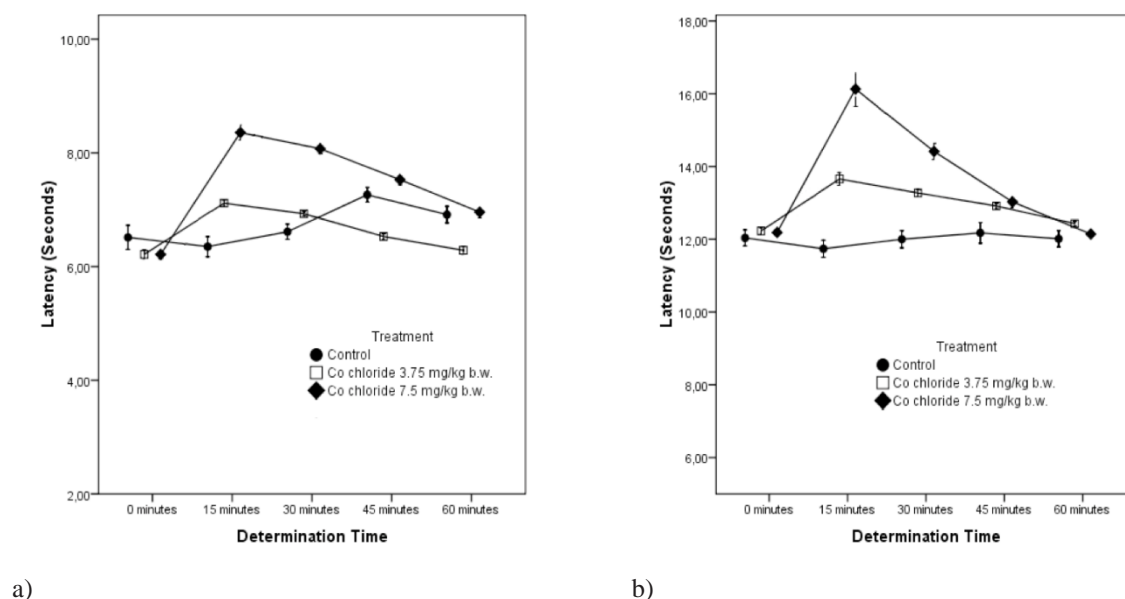 10,00
8,00
6,00
4,00
2,00
Latency (Seconds)
Treatment
Control
Co chloride 3.75 mg/kg b.w.
Co chloride 7.5 mg/kg b.w.
0 minutes 15 minutes 30 minutes 45 minutes 60 minutes
Determination Time
a)
18,00
16,00
14,00
12,00
10,00
8,00
6,00
Latency (Seconds)
Treatment
Control
Co chloride 3.75 mg/kg b.w.
Co chloride 7.5 mg/kg b.w.
0 minutes 15 minutes 30 minutes 45 minutes 60 minutes
Determination Time
b)